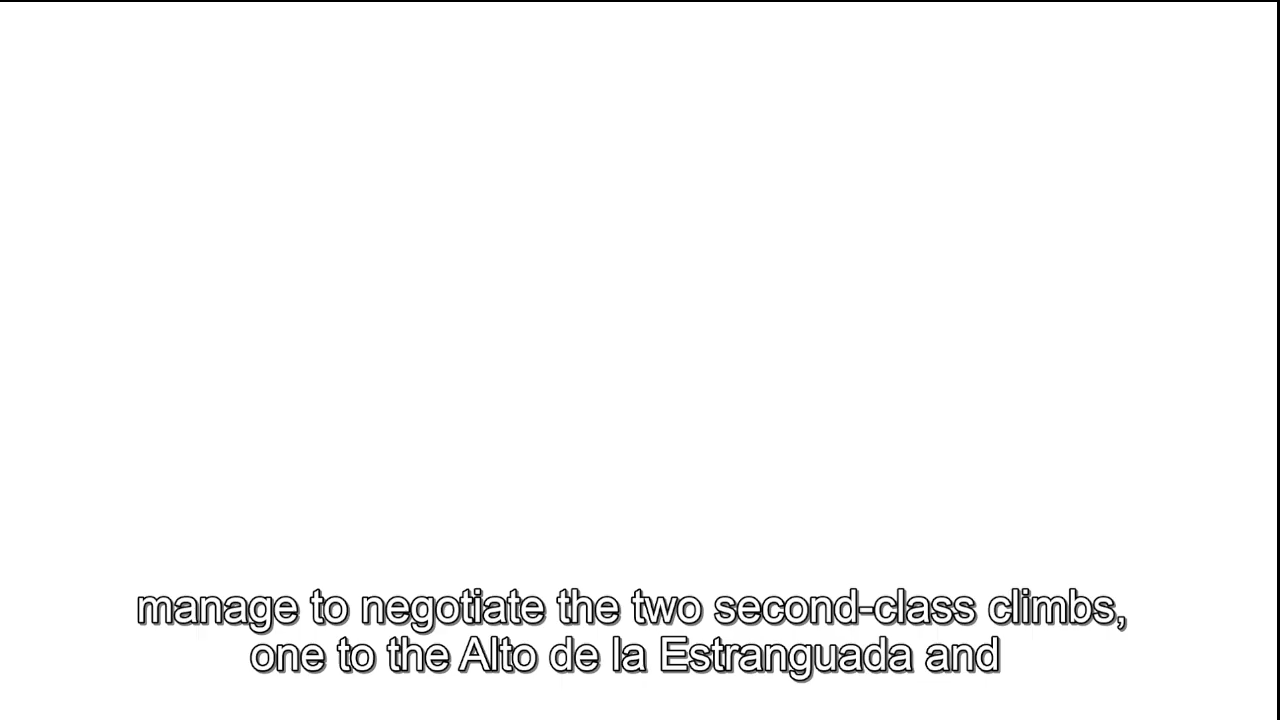 manage to negotiate the two second-class climbs,
one to the Alto de la Estranguada and